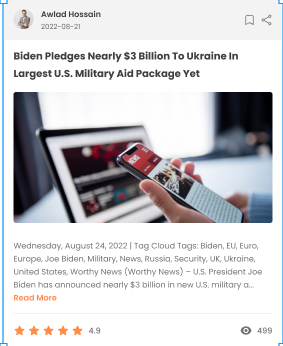 Awlad Hossain
2022-08-21
Biden Pledges Nearly $3 Billion To Ukraine In
Largest U.S. Military Aid Package Yet
Wednesday, August 24, 2022 | Tag Cloud Tags: Biden, EU, Euro,
Europe, Joe Biden, Military, News, Russia, Security, UK, Ukraine,
United States, Worthy News (Worthy News) – U.S. President Joe
Biden has announced nearly $3 billion in new U.S. military a...
Read More
4.9
499